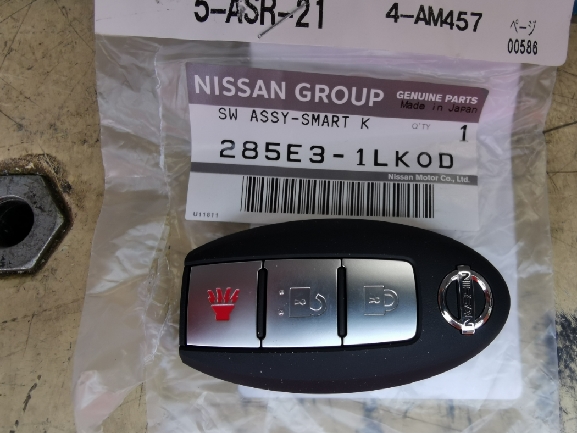 5-ASR-21
4-AM457
ページ
00586
NISSAN GROUP
GENUINE PARTS
Made in Japan
SW ASSY-SMART K
Q'TY
1
285E3-1LK0D
Nissan Motor Co., Ltd.
NISSAN